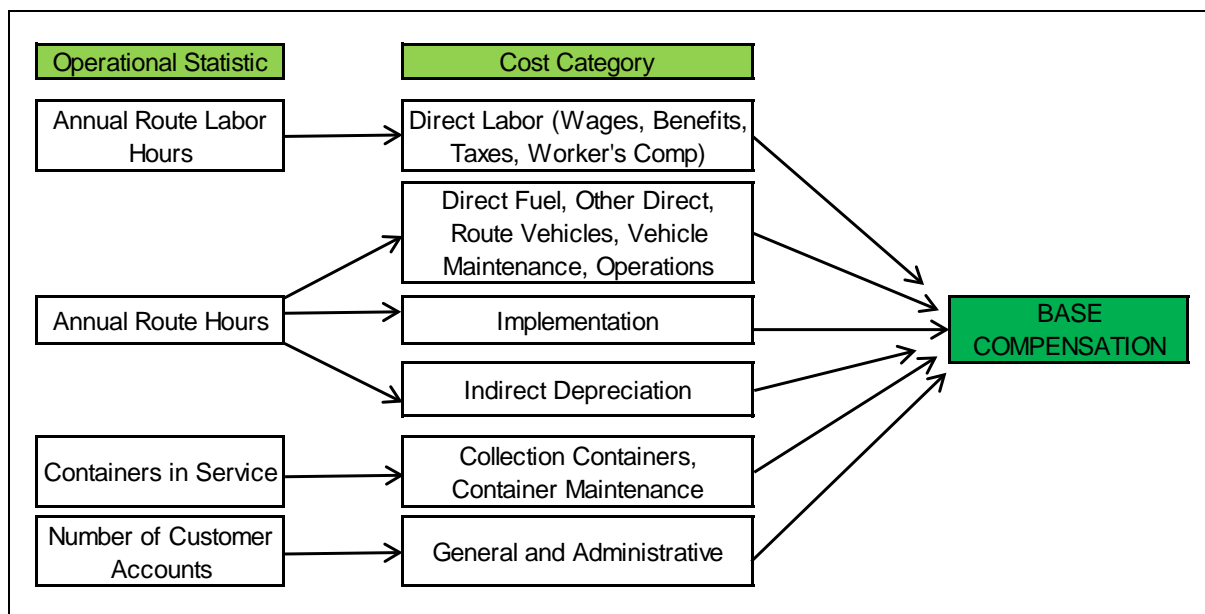 Operational Statistic
Cost Category
Annual Route Labor
Hours
Direct Labor (Wages, Benefits,
Taxes, Worker's Comp)
Direct Fuel, Other Direct,
Route Vehicles, Vehicle
Maintenance, Operations
Annual Route Hours
Implementation
BASE
COMPENSATION
Indirect Depreciation
Containers in Service
Collection Containers,
Container Maintenance
Number of Customer
Accounts
General and Administrative